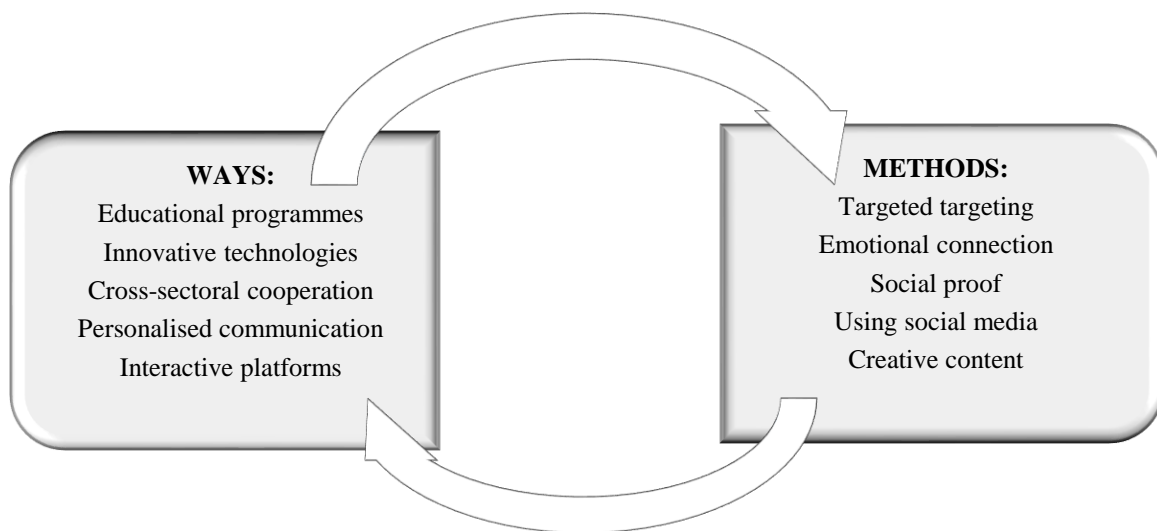 WAYS:
Educational programmes
Innovative technologies
Cross-sectoral cooperation
Personalised communication
Interactive platforms
METHODS:
Targeted targeting
Emotional connection
Social proof
Using social media
Creative content